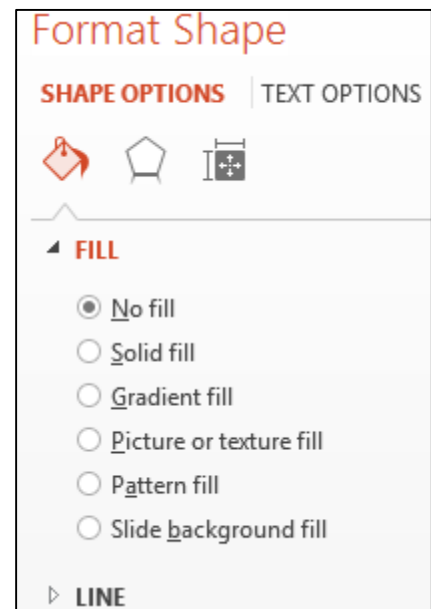 Format Shape
SHAPE OPTIONS TEXT OPTIONS
FILL
No fill
Solid fill
Gradient fill
Picture or texture fill
Pattern fill
Slide background fill
LINE